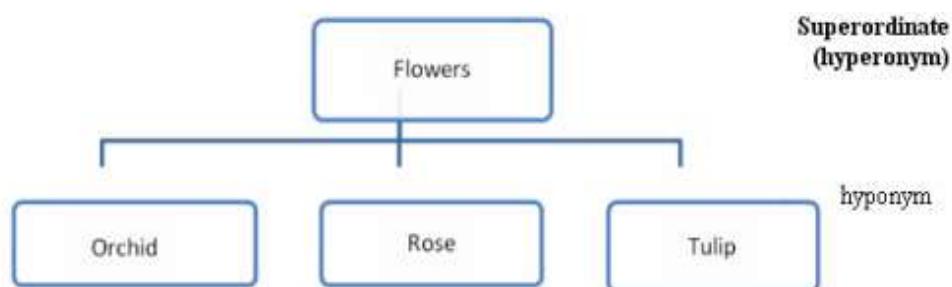 Superordinate
(hyperonym)
Flowers
hyponym
Orchid
Rose
Tulip